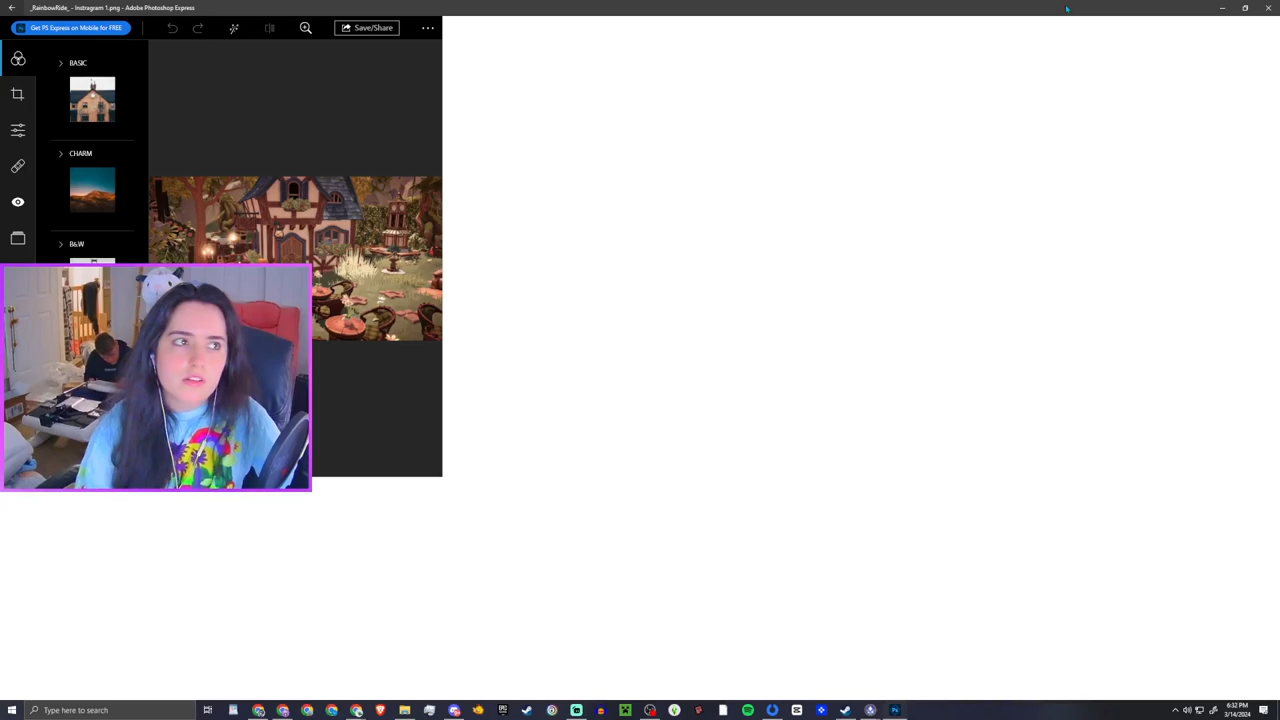 _RainbowRide_ - Instragram 1.png - Adobe Photoshop Express
Get PS Express on Mobile for FREE
Save/Share
BASIC
CHARM
B&W
Type here to search
6:32 PM
3/14/2024